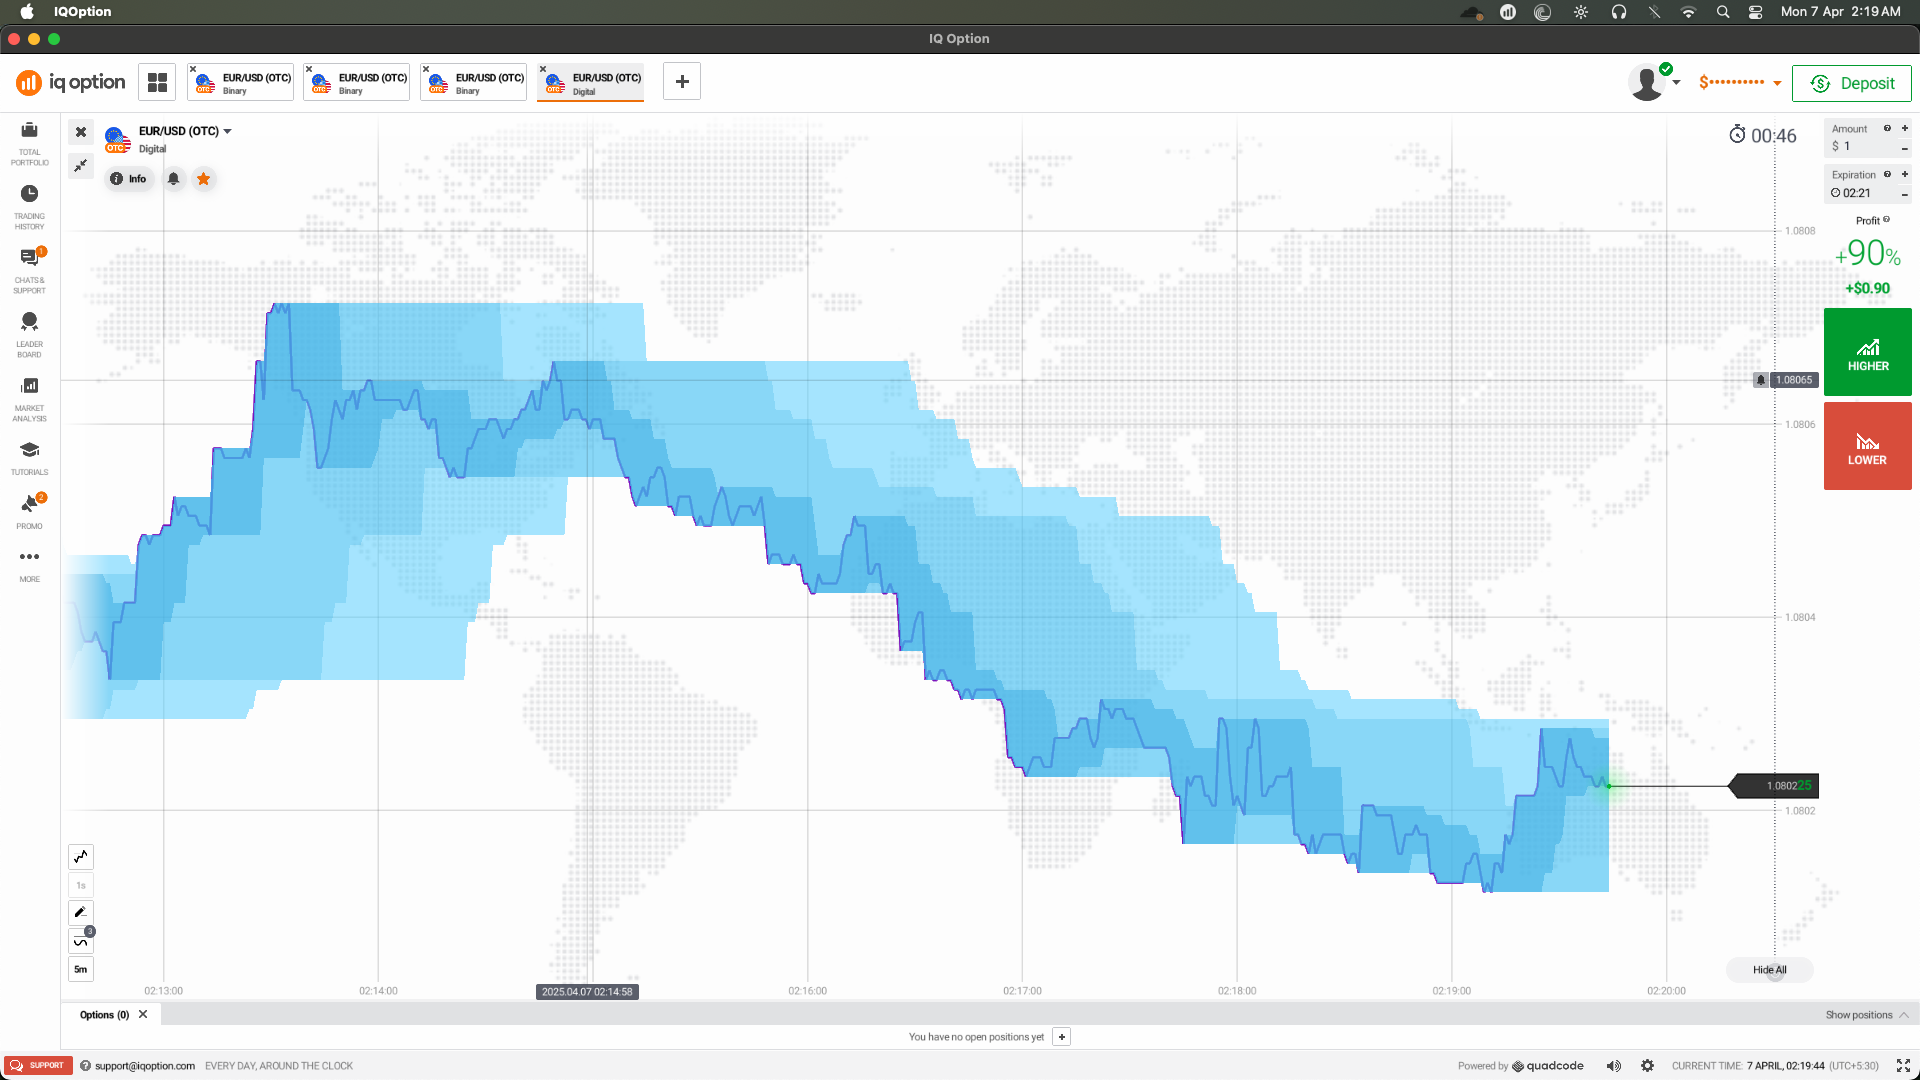 IQOption
Mon 7 Apr 2:19 AM
IQ Option
iq option
EUR/USD (OTC)
Binary
EUR/USD (OTC)
Binary
EUR/USD (OTC)
Binary
EUR/USD (OTC)
Digital
$••••••••••
Deposit
TOTAL
PORTFOLIO
TRADING
HISTORY
1
CHATS &
SUPPORT
LEADER
BOARD
MARKET
ANALYSIS
TUTORIALS
2
PROMO
MORE
EUR/USD (OTC)
Digital
OTC
Info
00:46
Amount
$ 1
Expiration
02:21
Profit
+90%
+$0.90
HIGHER
LOWER
1.0808
1.08065
1.0806
1.0804
1.080225
1.0802
1s
3
5m
Hide All
02:13:00
02:14:00
2025.04.07 02:14:58
02:16:00
02:17:00
02:18:00
02:19:00
02:20:00
Options (0)
Show positions
You have no open positions yet
SUPPORT
support@iqoption.com
EVERY DAY, AROUND THE CLOCK
Powered by quadcode
CURRENT TIME: 7 APRIL, 02:19:44 (UTC+5:30)